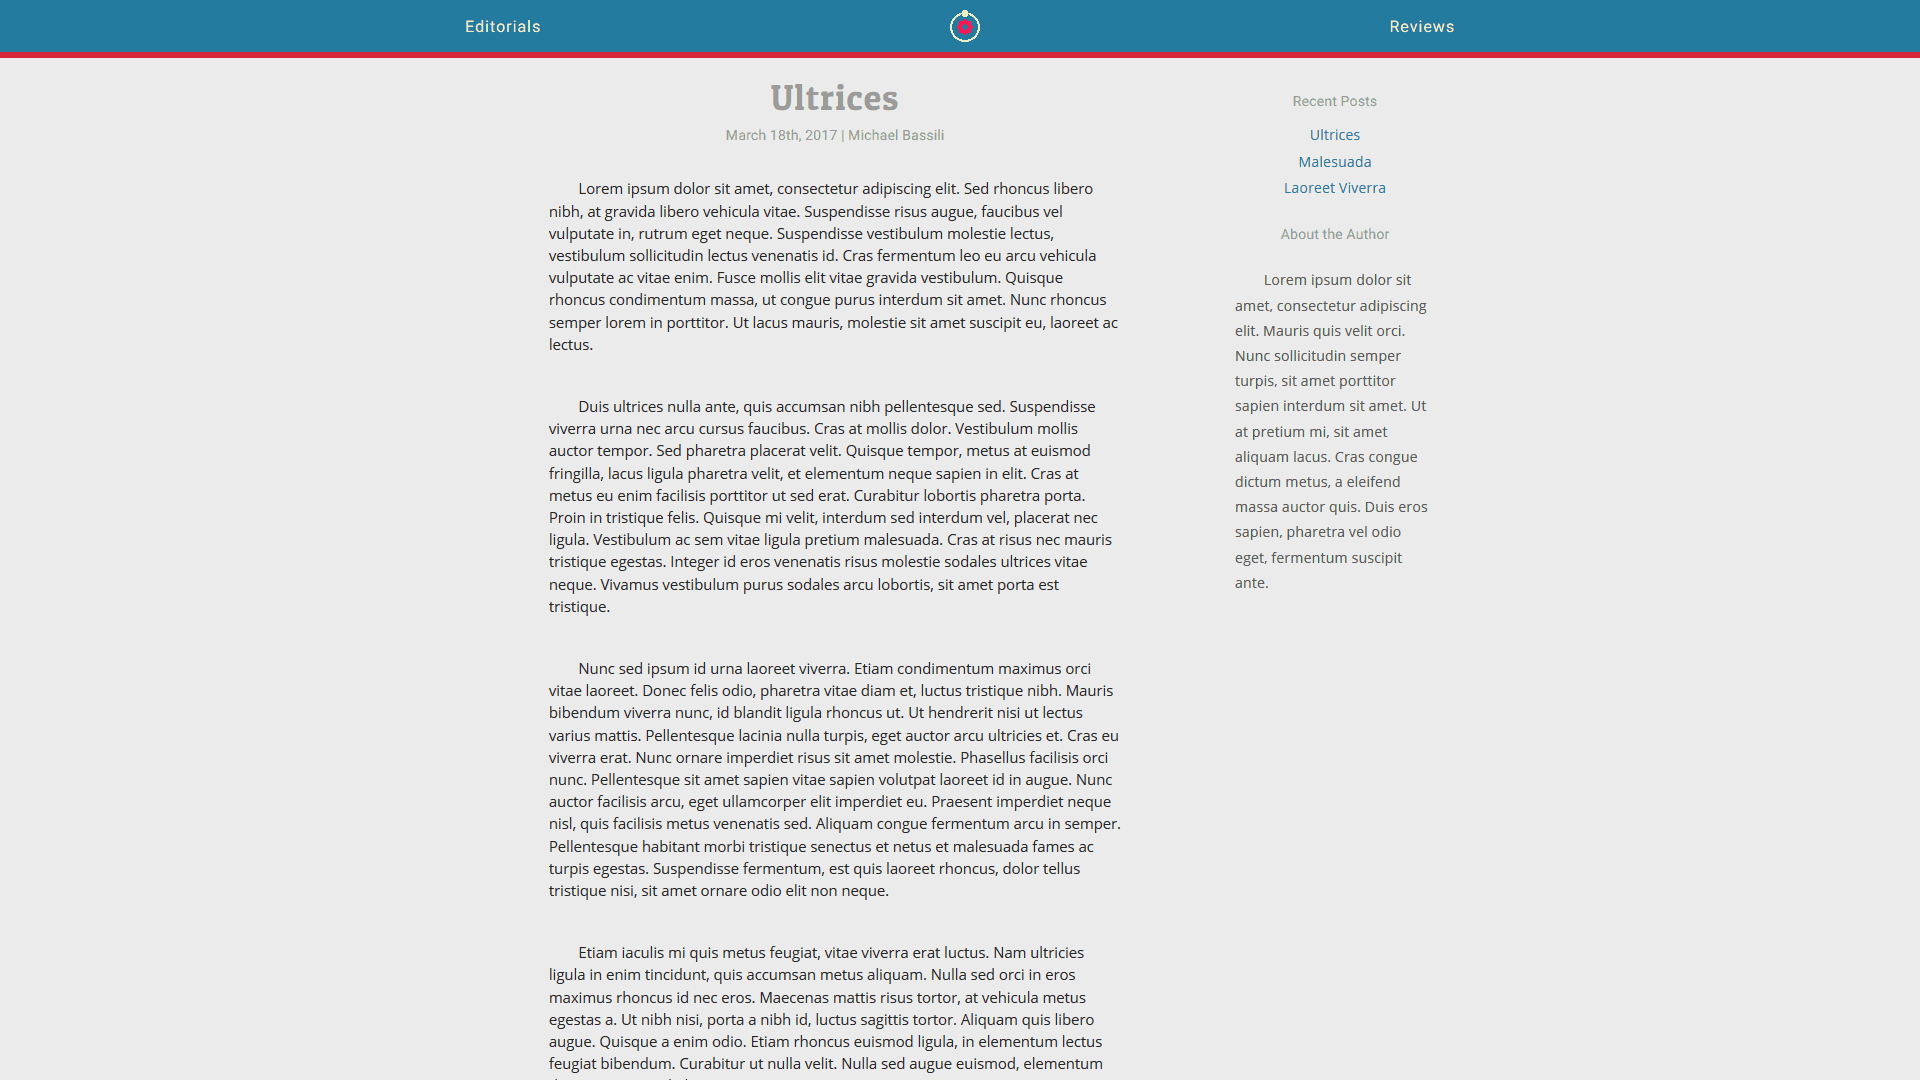 Editorials
Reviews
Ultrices
March 18th, 2017 | Michael Bassili
Lorem ipsum dolor sit amet, consectetur adipiscing elit. Sed rhoncus libero
nibh, at gravida libero vehicula vitae. Suspendisse risus augue, faucibus vel
vulputate in, rutrum eget neque. Suspendisse vestibulum molestie lectus,
vestibulum sollicitudin lectus venenatis id. Cras fermentum leo eu arcu vehicula
vulputate ac vitae enim. Fusce mollis elit vitae gravida vestibulum. Quisque
rhoncus condimentum massa, ut congue purus interdum sit amet. Nunc rhoncus
semper lorem in porttitor. Ut lacus mauris, molestie sit amet suscipit eu, laoreet ac
lectus.
Duis ultrices nulla ante, quis accumsan nibh pellentesque sed. Suspendisse
viverra urna nec arcu cursus faucibus. Cras at mollis dolor. Vestibulum mollis
auctor tempor. Sed pharetra placerat velit. Quisque tempor, metus at euismod
fringilla, lacus ligula pharetra velit, et elementum neque sapien in elit. Cras at
metus eu enim facilisis porttitor ut sed erat. Curabitur lobortis pharetra porta.
Proin in tristique felis. Quisque mi velit, interdum sed interdum vel, placerat nec
ligula. Vestibulum ac sem vitae ligula pretium malesuada. Cras at risus nec mauris
tristique egestas. Integer id eros venenatis risus molestie sodales ultrices vitae
neque. Vivamus vestibulum purus sodales arcu lobortis, sit amet porta est
tristique.
Nunc sed ipsum id urna laoreet viverra. Etiam condimentum maximus orci
vitae laoreet. Donec felis odio, pharetra vitae diam et, luctus tristique nibh. Mauris
bibendum viverra nunc, id blandit ligula rhoncus ut. Ut hendrerit nisi ut lectus
varius mattis. Pellentesque lacinia nulla turpis, eget auctor arcu ultricies et. Cras eu
viverra erat. Nunc ornare imperdiet risus sit amet molestie. Phasellus facilisis orci
nunc. Pellentesque sit amet sapien vitae sapien volutpat laoreet id in augue. Nunc
auctor facilisis arcu, eget ullamcorper elit imperdiet eu. Praesent imperdiet neque
nisl, quis facilisis metus venenatis sed. Aliquam congue fermentum arcu in semper.
Pellentesque habitant morbi tristique senectus et netus et malesuada fames ac
turpis egestas. Suspendisse fermentum, est quis laoreet rhoncus, dolor tellus
tristique nisi, sit amet ornare odio elit non neque.
Etiam iaculis mi quis metus feugiat, vitae viverra erat luctus. Nam ultricies
ligula in enim tincidunt, quis accumsan metus aliquam. Nulla sed orci in eros
maximus rhoncus id nec eros. Maecenas mattis risus tortor, at vehicula metus
egestas a. Ut nibh nisi, porta a nibh id, luctus sagittis tortor. Aliquam quis libero
augue. Quisque a enim odio. Etiam rhoncus euismod ligula, in elementum lectus
feugiat bibendum. Curabitur ut nulla velit. Nulla sed augue euismod, elementum
Recent Posts
Ultrices
Malesuada
Laoreet Viverra
About the Author
Lorem ipsum dolor sit
amet, consectetur adipiscing
elit. Mauris quis velit orci.
Nunc sollicitudin semper
turpis, sit amet porttitor
sapien interdum sit amet. Ut
at pretium mi, sit amet
aliquam lacus. Cras congue
dictum metus, a eleifend
massa auctor quis. Duis eros
sapien, pharetra vel odio
eget, fermentum suscipit
ante.